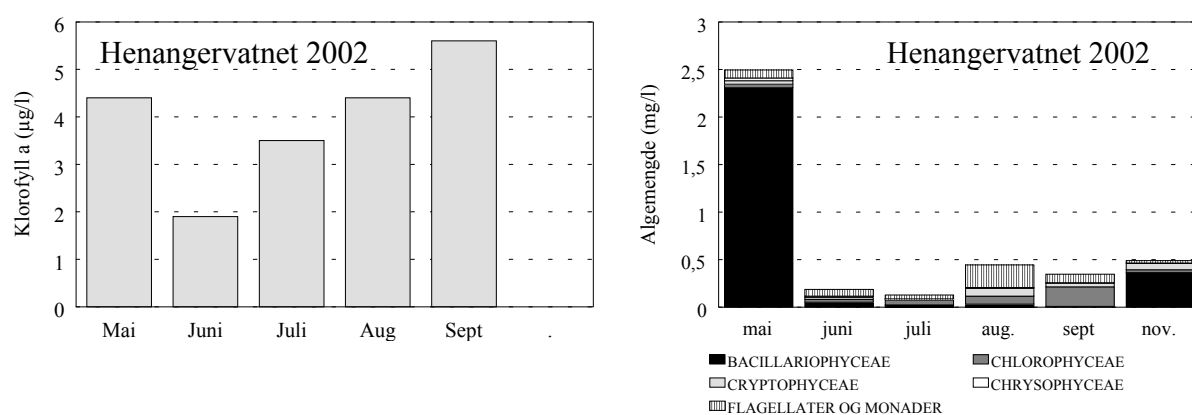 Henangervatnet 2002
Klorofyll a (µg/l)
6
5
4
3
2
1
0
Mai Juni Juli Aug Sept .
Henangervatnet 2002
Algemengde (mg/l)
3
2,5
2
1,5
1
0,5
0
mai juni juli aug. sept nov.
BACILLARIOPHYCEAE CHLOROPHYCEAE
CRYPTOPHYCEAE CHRYSOPHYCEAE
FLAGELLATER OG MONADER